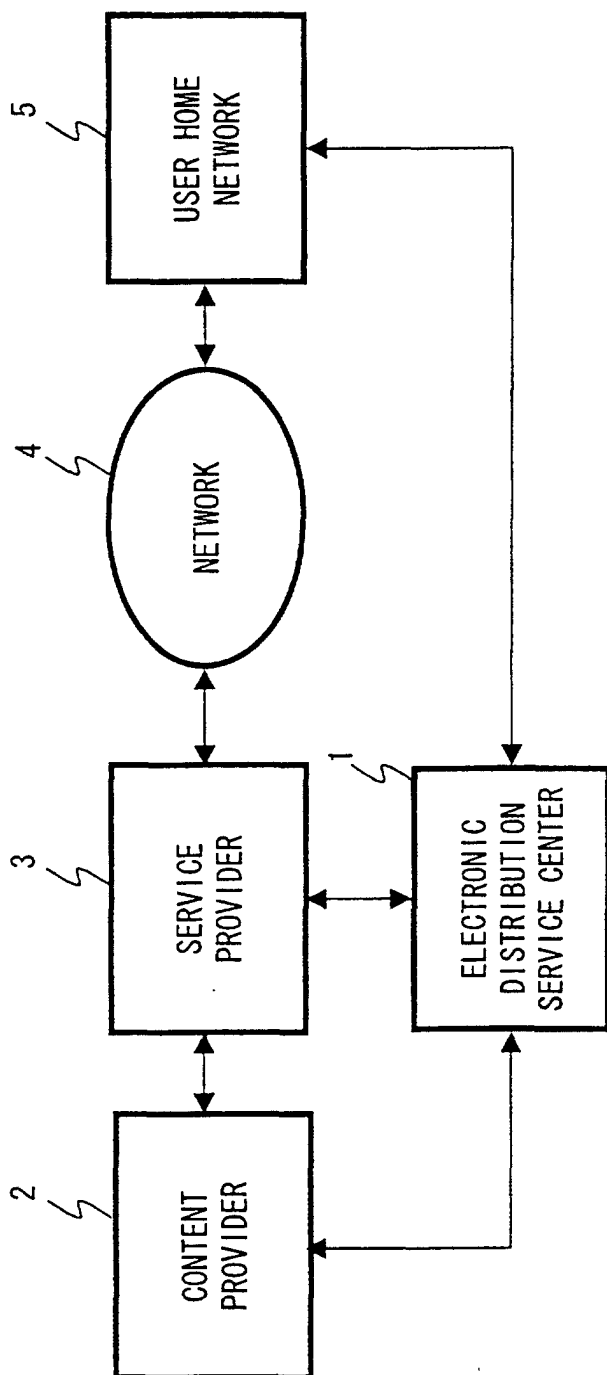 2
CONTENT
PROVIDER
3
SERVICE
PROVIDER
4
NETWORK
5
USER HOME
NETWORK
1
ELECTRONIC
DISTRIBUTION
SERVICE CENTER